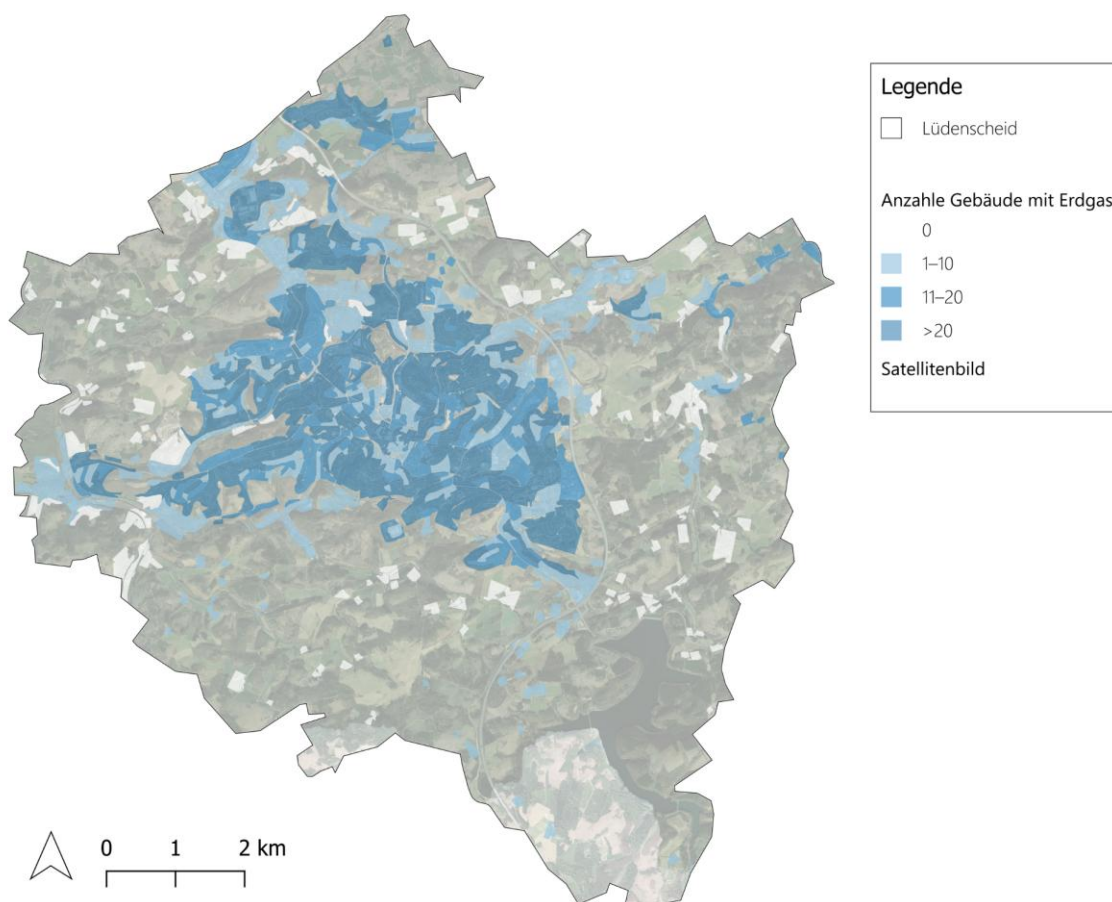 Legende
Lüdenscheid
Anzahle Gebäude mit Erdgas
0
1–10
11–20
>20
Satellitenbild
0 1 2 km